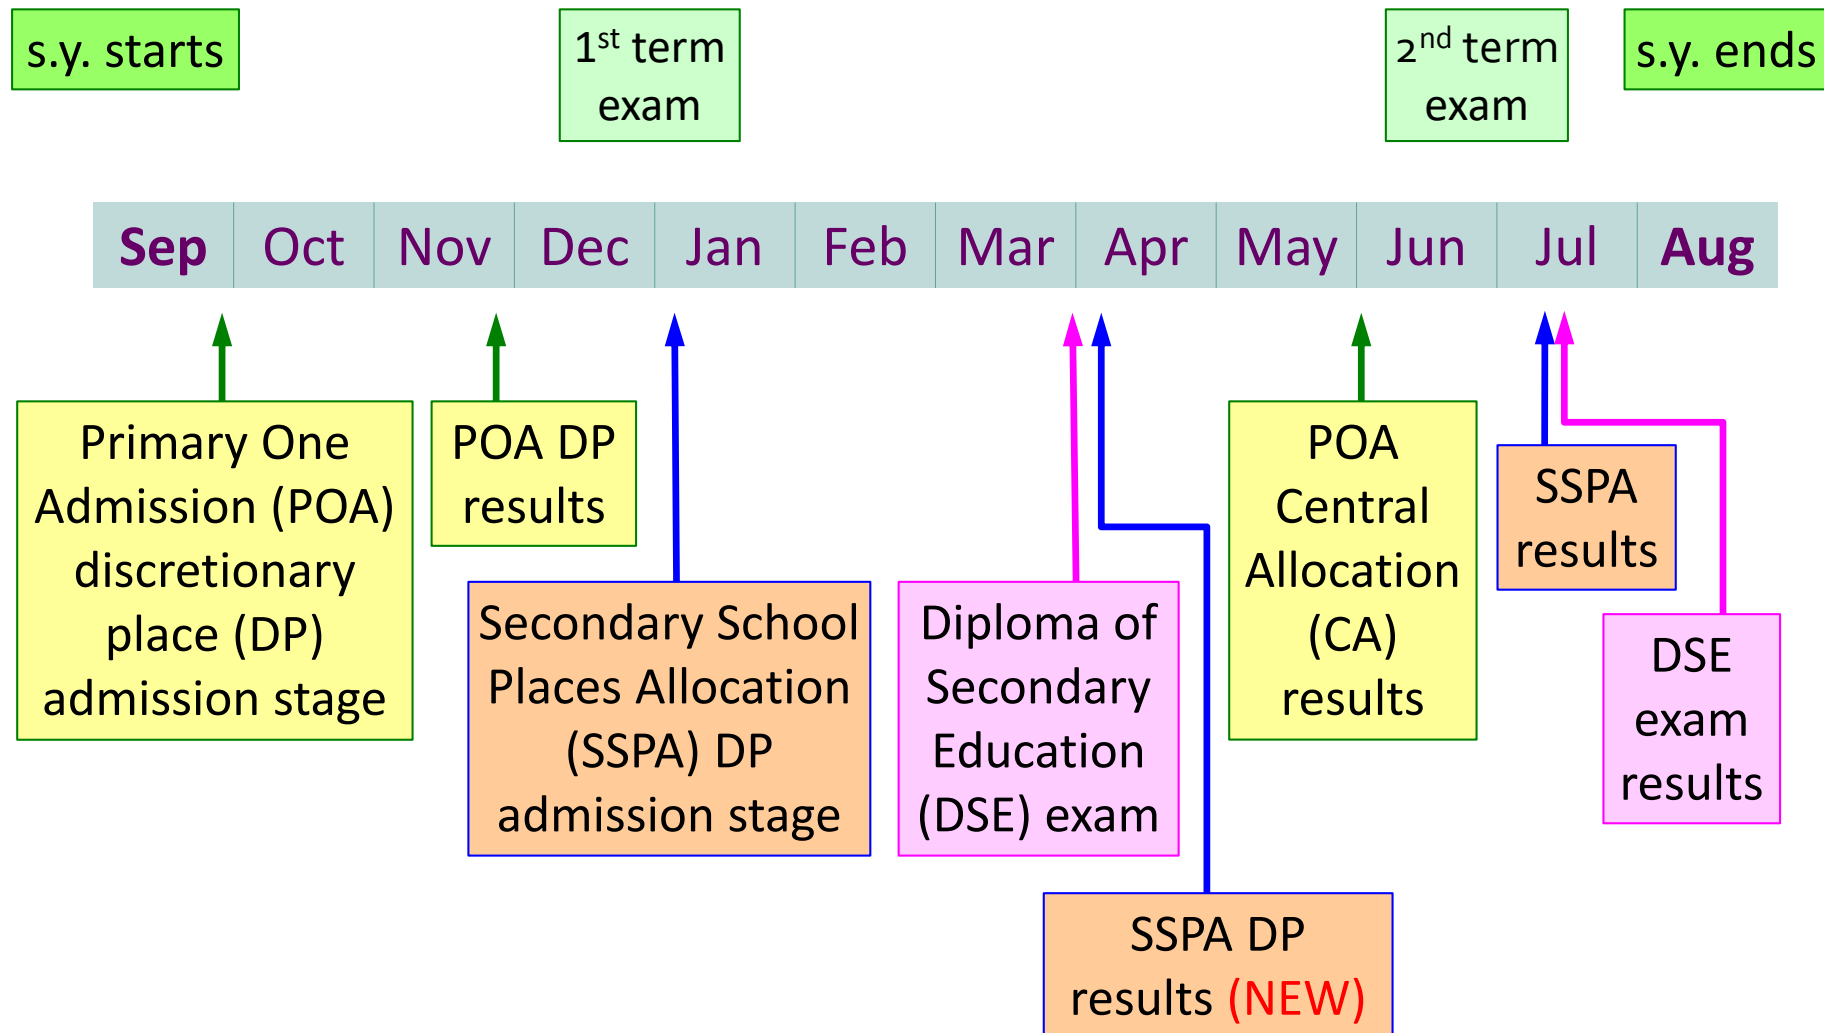 s.y. starts
1st term
exam
2nd term
exam
s.y. ends
Sep Oct Nov Dec Jan Feb Mar Apr May Jun Jul Aug
Primary One
Admission (POA)
discretionary
place (DP)
admission stage
POA DP
results
Secondary School
Places Allocation
(SSPA) DP
admission stage
Diploma of
Secondary
Education
(DSE) exam
SSPA DP
results (NEW)
POA
Central
Allocation
(CA)
results
SSPA
results
DSE
exam
results